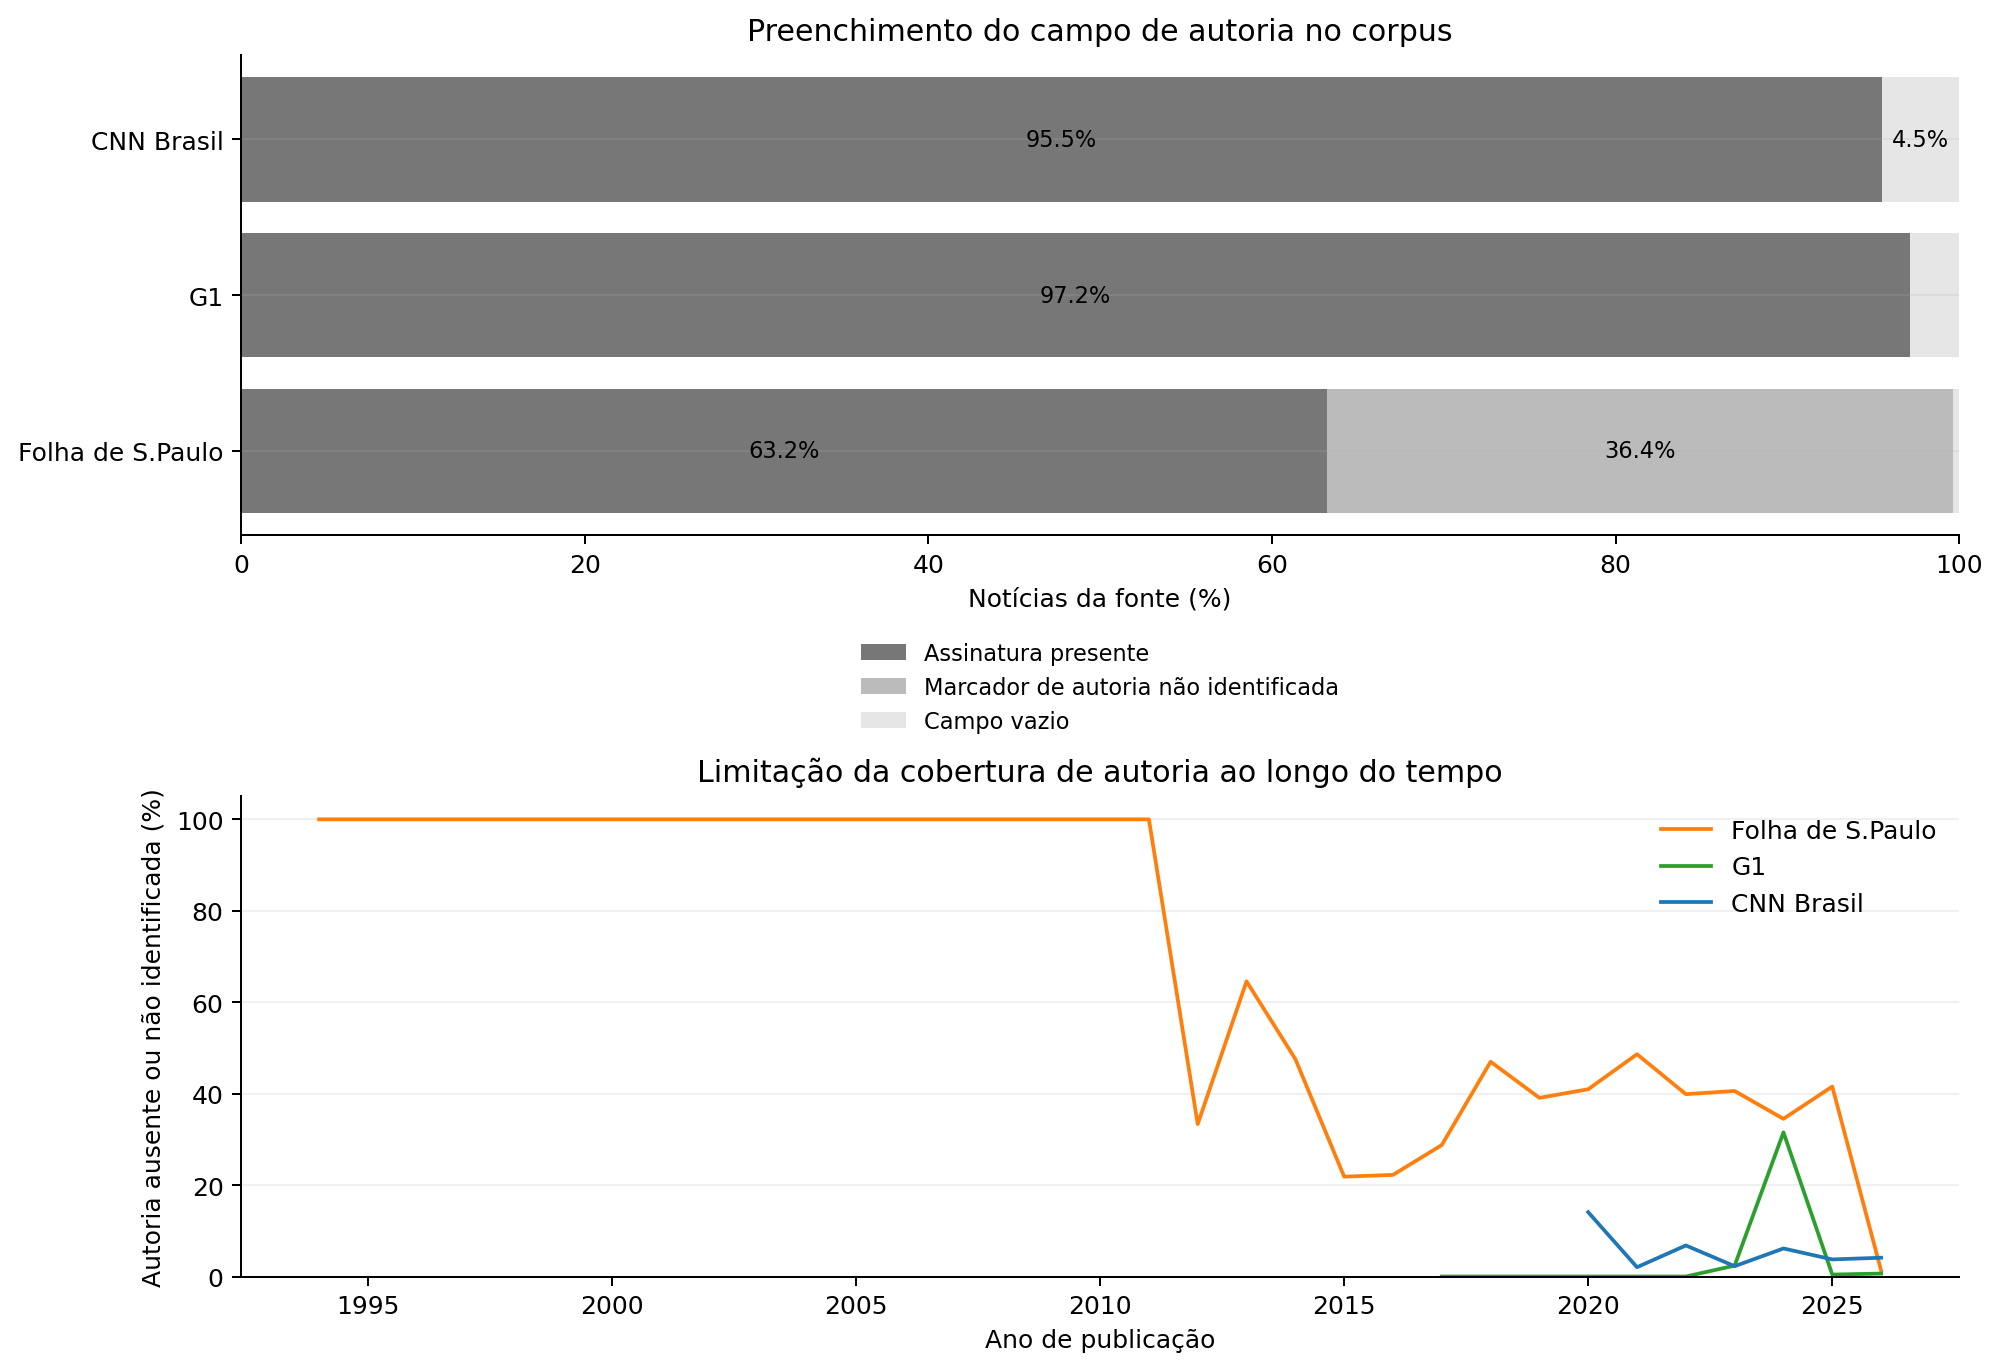 Preenchimento do campo de autoria no corpus
CNN Brasil
95.5%
4.5%
G1
97.2%
Folha de S.Paulo
63.2%
36.4%
0
20
40
60
80
100
Notícias da fonte (%)
Assinatura presente
Marcador de autoria não identificada
Campo vazio
Limitação da cobertura de autoria ao longo do tempo
Autoria ausente ou não identificada (%)
100
80
60
40
20
0
Folha de S.Paulo
G1
CNN Brasil
1995
2000
2005
2010
2015
2020
2025
Ano de publicação